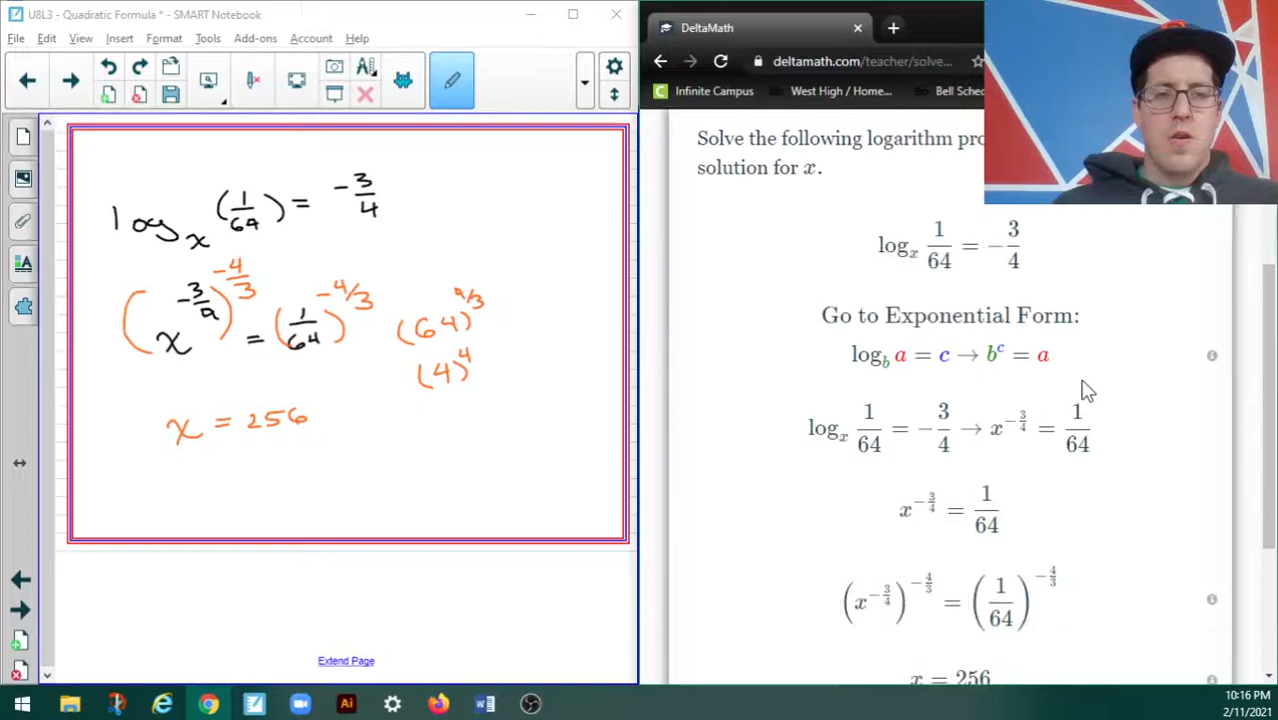 U8L3 - Quadratic Formula * - SMART Notebook
File Edit View Insert Format Tools Add-ons Account Help
log_x (1/64) = -3/4
(x^(-3/4))^(-4/3) = (1/64)^(-4/3) (64)^(4/3)
(4)^4
x = 256
Extend Page
DeltaMath
deltamath.com/teacher/solve...
Infinite Campus West High / Home... Bell Sched
Solve the following logarithm pro
solution for x.
log_x 1/64 = -3/4
Go to Exponential Form:
log_b a = c → b^c = a
log_x 1/64 = -3/4 → x^(-3/4) = 1/64
x^(-3/4) = 1/64
(x^(-3/4))^(-4/3) = (1/64)^(-4/3)
x = 256
10:16 PM
2/11/2021